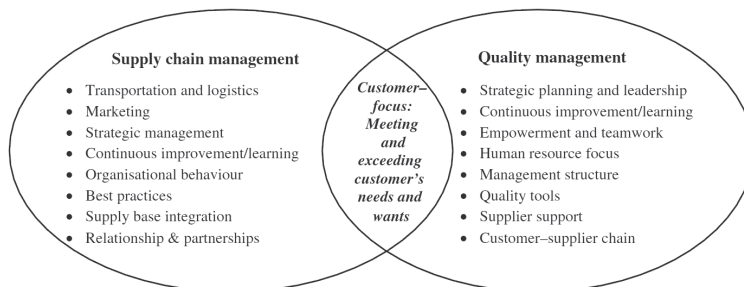 Supply chain management
• Transportation and logistics
• Marketing
• Strategic management
• Continuous improvement/learning
• Organisational behaviour
• Best practices
• Supply base integration
• Relationship & partnerships
Customer–
focus:
Meeting
and
exceeding
customer's
needs and
wants
Quality management
• Strategic planning and leadership
• Continuous improvement/learning
• Empowerment and teamwork
• Human resource focus
• Management structure
• Quality tools
• Supplier support
• Customer–supplier chain